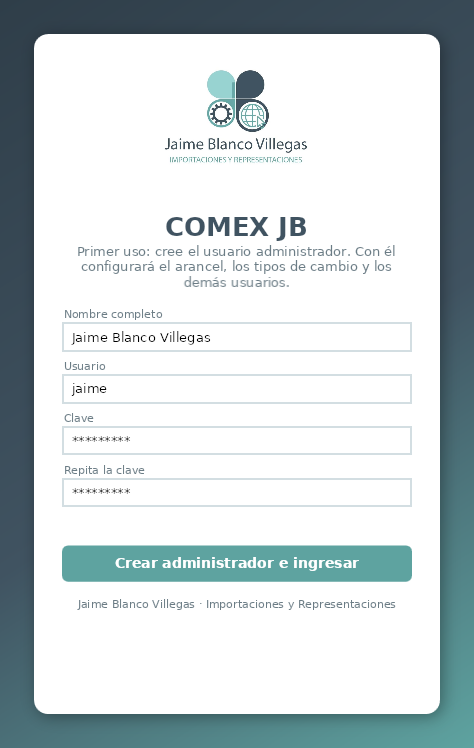 Jaime Blanco Villegas
IMPORTACIONES Y REPRESENTACIONES
COMEX JB
Primer uso: cree el usuario administrador. Con él
configurará el arancel, los tipos de cambio y los
demás usuarios.
Nombre completo
Jaime Blanco Villegas
Usuario
jaime
Clave
*********
Repita la clave
*********
Crear administrador e ingresar
Jaime Blanco Villegas · Importaciones y Representaciones